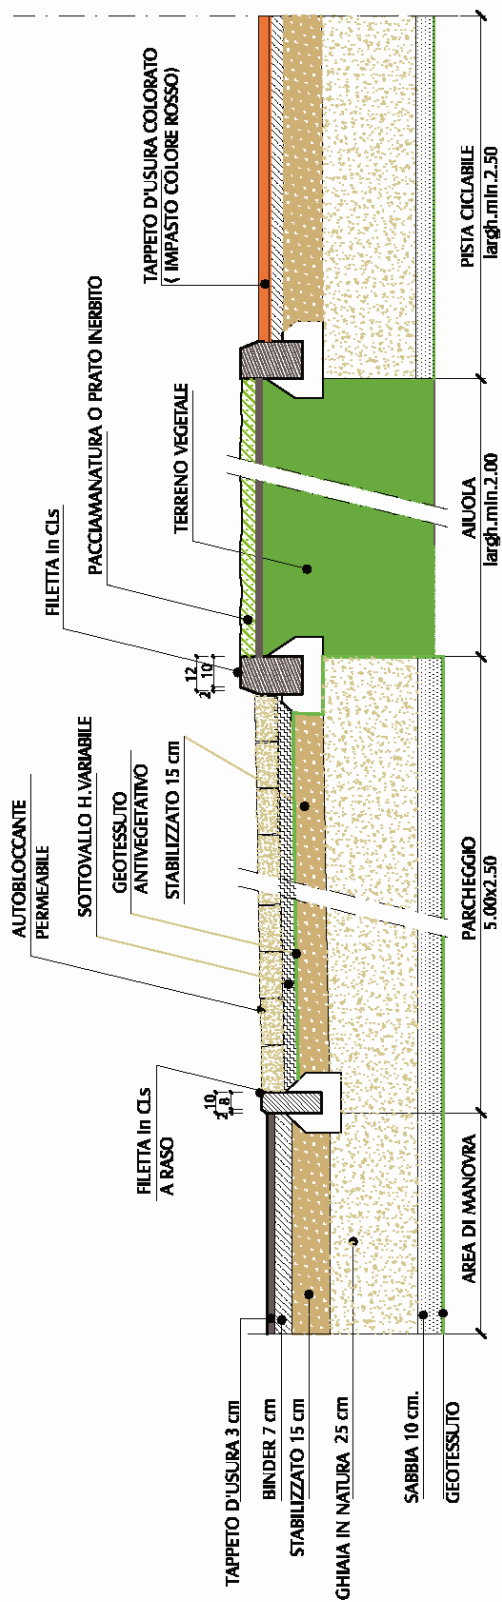 TAPPETO D'USURA 3 cm
BINDER 7 cm
STABILIZZATO 15 cm
GHIAIA IN NATURA 25 cm
SABBIA 10 cm.
GEOTESSUTO
FILETTA In CLs
A RASO
10
2 8
AUTOBLOCCANTE
PERMEABILE
SOTTOVALLO H.VARIABILE
GEOTESSUTO
ANTIVEGETATIVO
STABILIZZATO 15 cm
FILETTA In CLs
12
2 10
PACCIAMANATURA O PRATO INERBITO
TERRENO VEGETALE
TAPPETO D'USURA COLORATO
( IMPASTO COLORE ROSSO)
AREA DI MANOVRA
PARCHEGGIO
5.00x2.50
AIUOLA
largh.min.2.00
PISTA CICLABILE
largh.min.2.50